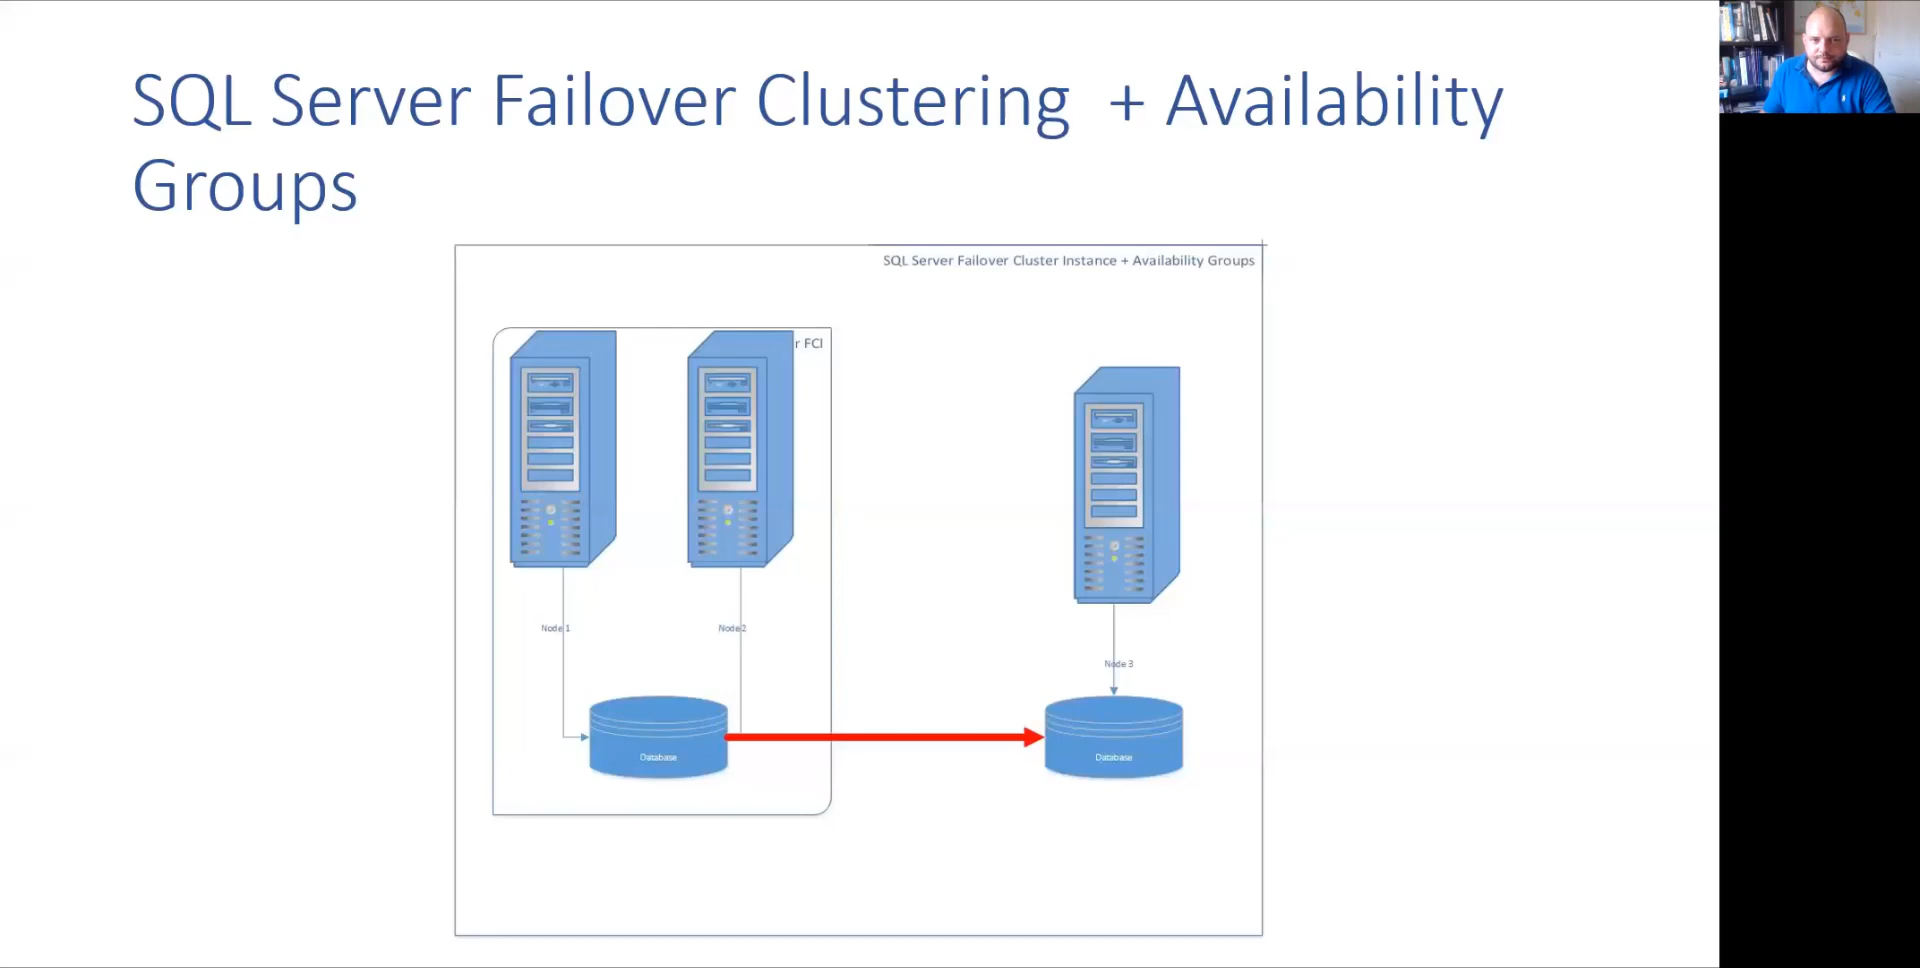 SQL Server Failover Clustering + Availability
Groups
SQL Server Failover Cluster Instance + Availability Groups
r FCI
Node 1
Node 2
Node 3
Database
Database